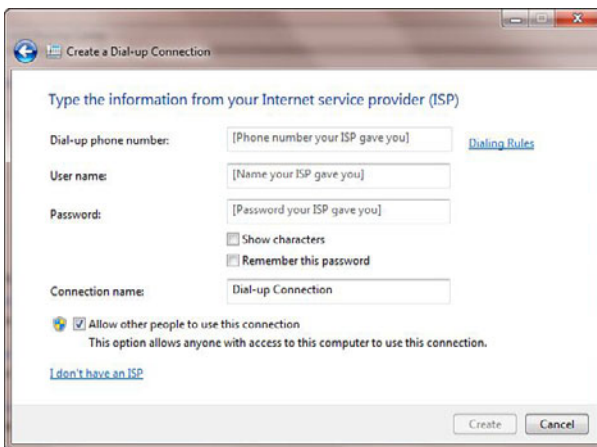 Create a Dial-up Connection
Type the information from your Internet service provider (ISP)
Dial-up phone number: [Phone number your ISP gave you] Dialing Rules
User name: [Name your ISP gave you]
Password: [Password your ISP gave you]
Show characters
Remember this password
Connection name: Dial-up Connection
Allow other people to use this connection
This option allows anyone with access to this computer to use this connection.
I don't have an ISP
Create Cancel